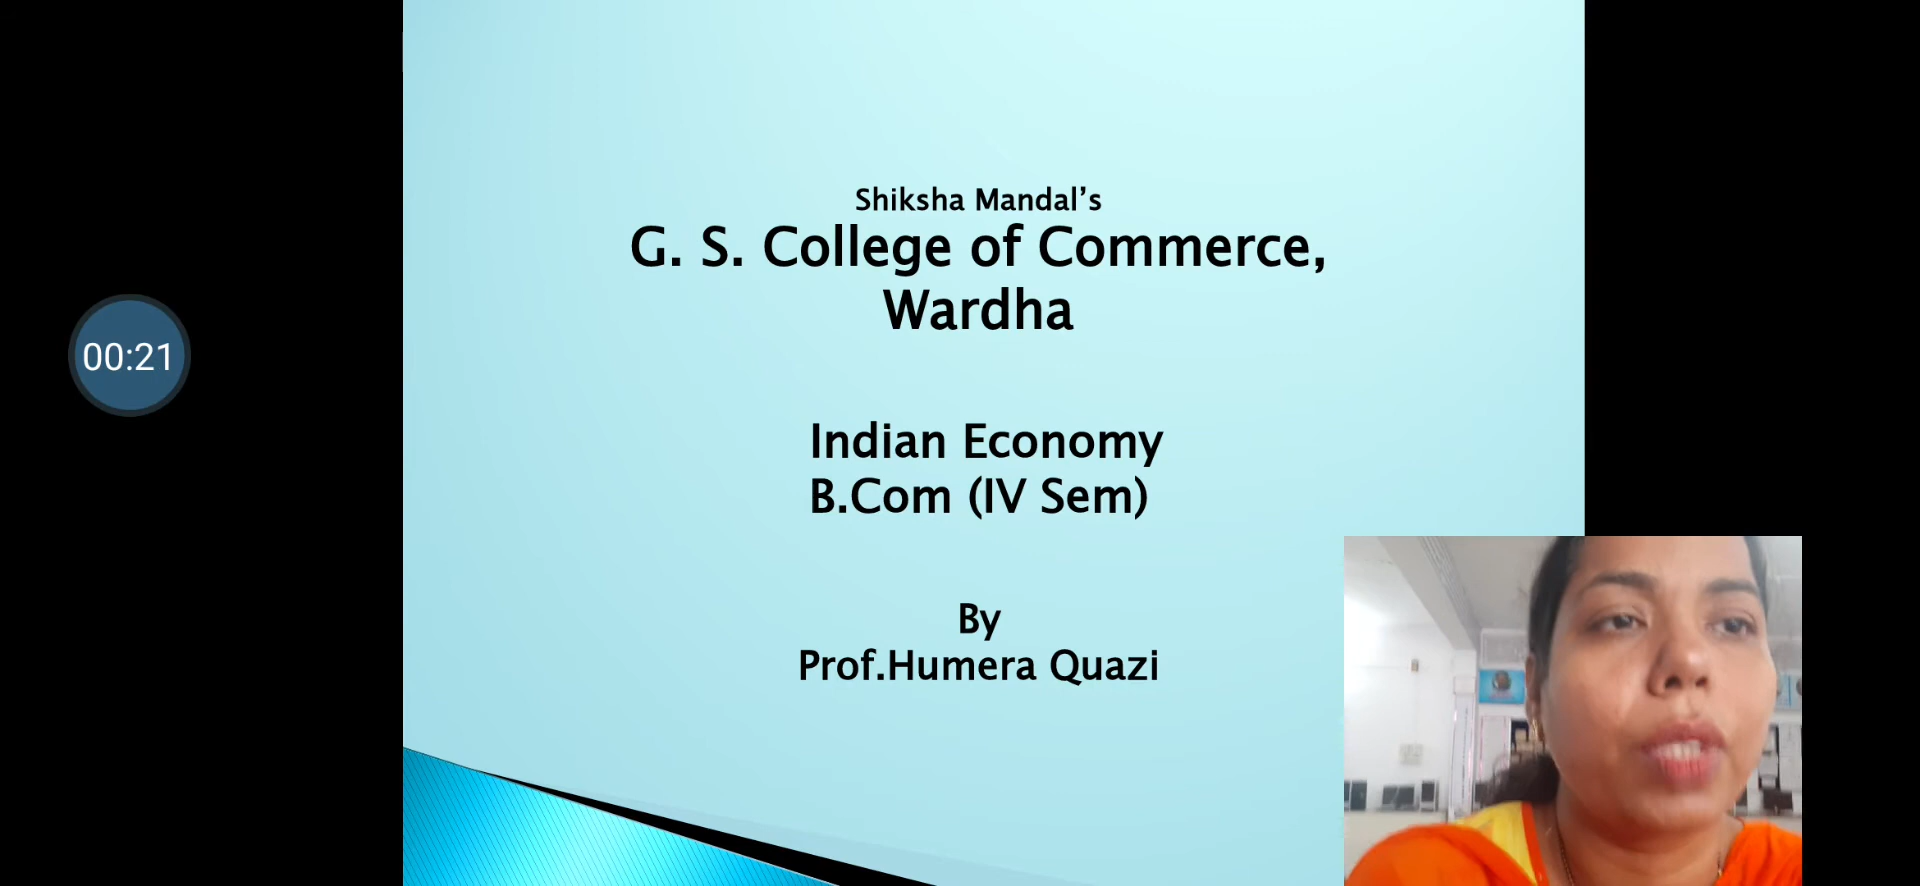 Shiksha Mandal’s
G. S. College of Commerce,
Wardha
Indian Economy
B.Com (IV Sem)
By
Prof.Humera Quazi
00:21